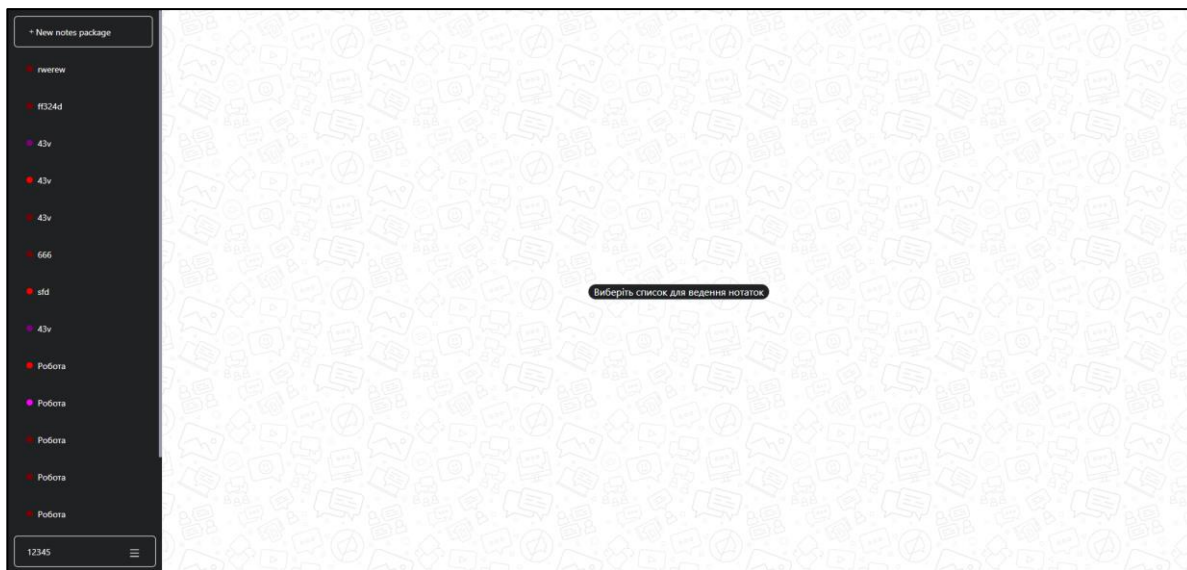 + New notes package
rwerew
ff324d
43v
43v
43v
666
sfd
43v
Робота
Робота
Робота
Робота
Робота
12345
Виберіть список для ведення нотаток